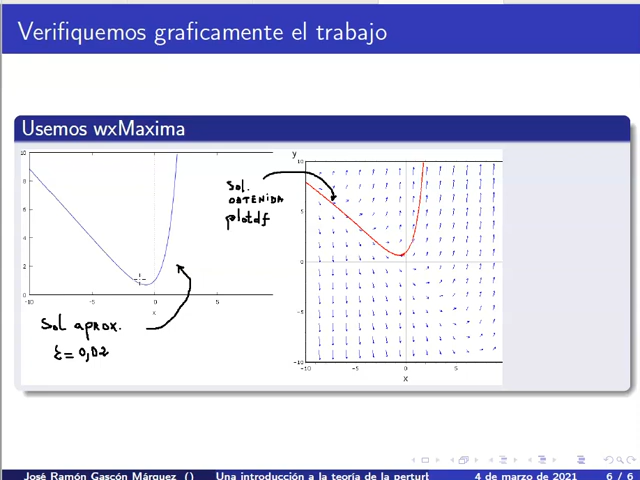 Verifiquemos graficamente el trabajo
Usemos wxMaxima
10
8
6
4
2
0
-10
-5
0
5
x
Sol aprox.
ε=0,02
sol.
OBTENIDA
plotdf
y
10
5
0
-5
-10
-10
-5
0
5
x
José Ramón Gascón Márquez () Una introducción a la teoría de la perturb 4 de marzo de 2021 6 / 6